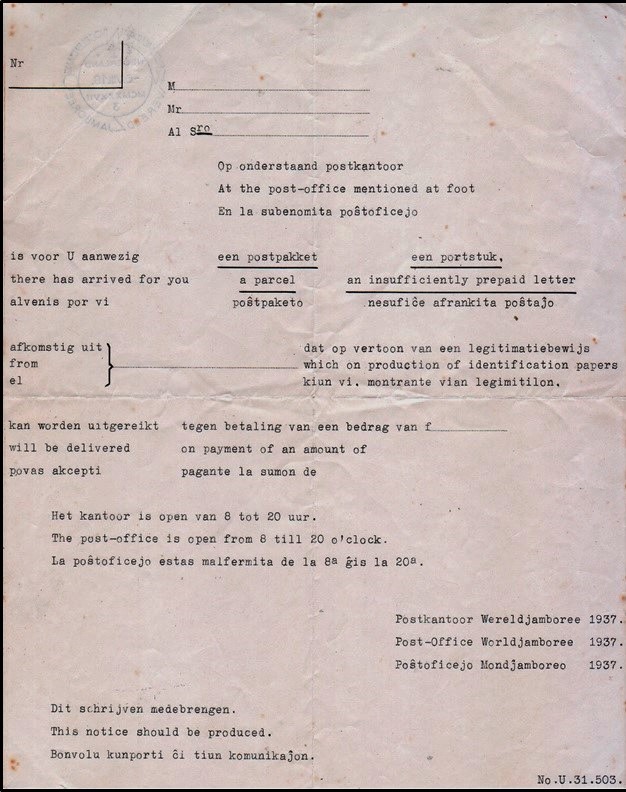 Nr
M
Mr
Al Sro
Op onderstaand postkantoor
At the post-office mentioned at foot
En la subenomita poŝtoficejo
is voor U aanwezig een postpakket een portstuk.
there has arrived for you a parcel an insufficiently prepaid letter
alvenis por vi poŝtpaketo nesufiĉe afrankita poŝtaĵo
afkomstig uit dat op vertoon van een legitimatiebewijs
from which on production of identification papers
el kiun vi. montrante vian legimitilon.
kan worden uitgereikt tegen betaling van een bedrag van f
will be delivered on payment of an amount of
povas akcepti pagante la sumon de
Het kantoor is open van 8 tot 20 uur.
The post-office is open from 8 till 20 o'clock.
La poŝtoficejo estas malfermita de la 8a ĝis la 20a.
Postkantoor Wereldjamboree 1937.
Post-Office Worldjamboree 1937.
Poŝtoficejo Mondjamboreo 1937.
Dit schrijven medebrengen.
This notice should be produced.
Bonvolu kunporti ĉi tiun komunikaĵon.
No.U.31.503.